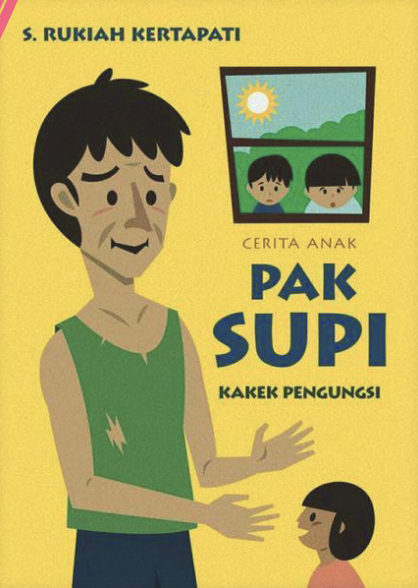 S. RUKIAH KERTAPATI
CERITA ANAK
PAK
SUPI
KAKEK PENGUNGSI